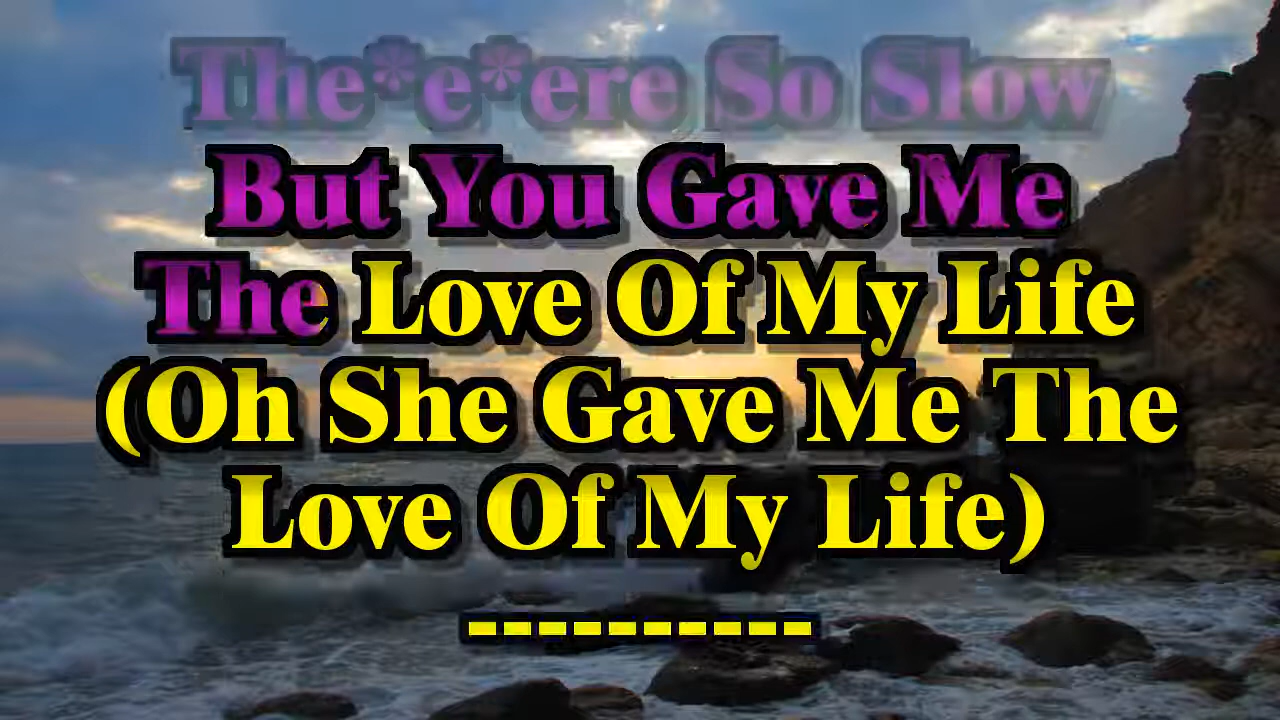 The*e*ere So Slow
But You Gave Me
The Love Of My Life
(Oh She Gave Me The
Love Of My Life)
----------